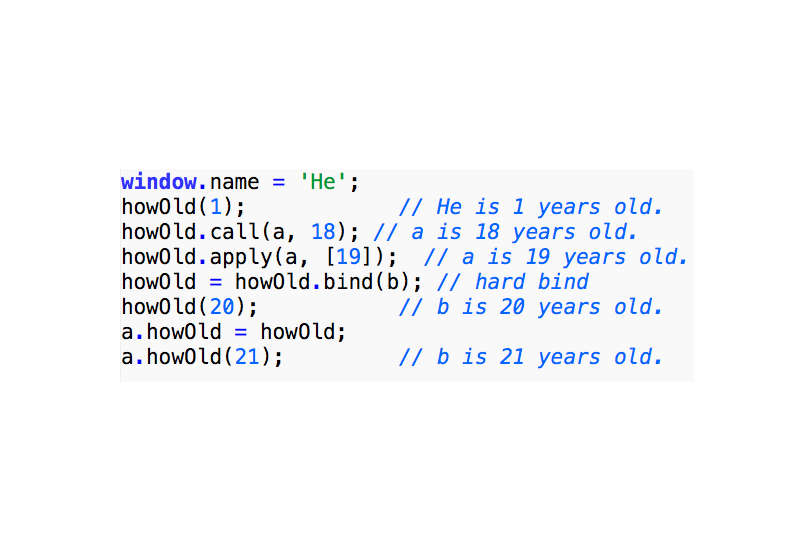 window.name = 'He';
howOld(1);            // He is 1 years old.
howOld.call(a, 18); // a is 18 years old.
howOld.apply(a, [19]);  // a is 19 years old.
howOld = howOld.bind(b); // hard bind
howOld(20);           // b is 20 years old.
a.howOld = howOld;
a.howOld(21);         // b is 21 years old.